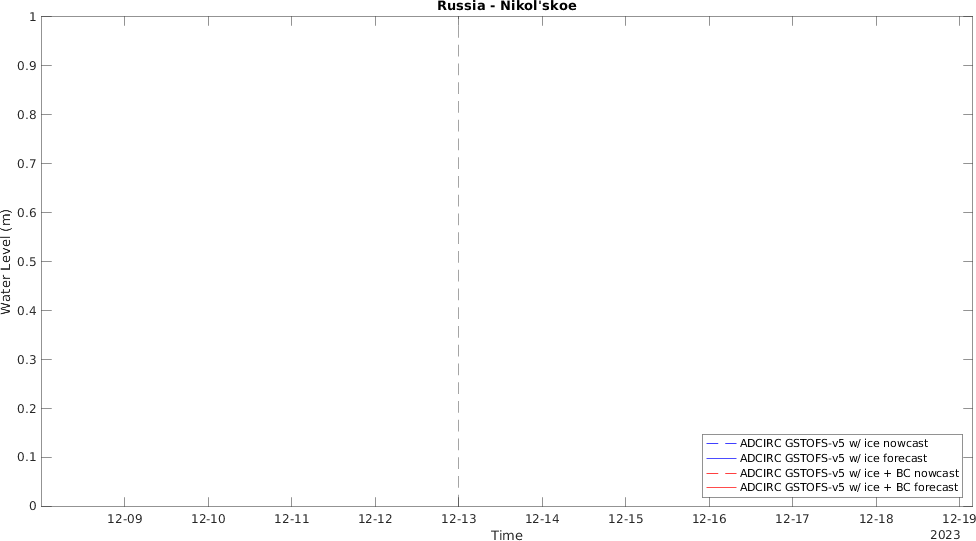 Russia - Nikol'skoe
Water Level (m)
1
0.9
0.8
0.7
0.6
0.5
0.4
0.3
0.2
0.1
0
ADCIRC GSTOFS-v5 w/ ice nowcast
ADCIRC GSTOFS-v5 w/ ice forecast
ADCIRC GSTOFS-v5 w/ ice + BC nowcast
ADCIRC GSTOFS-v5 w/ ice + BC forecast
12-09 12-10 12-11 12-12 12-13 12-14 12-15 12-16 12-17 12-18 12-19
Time
2023